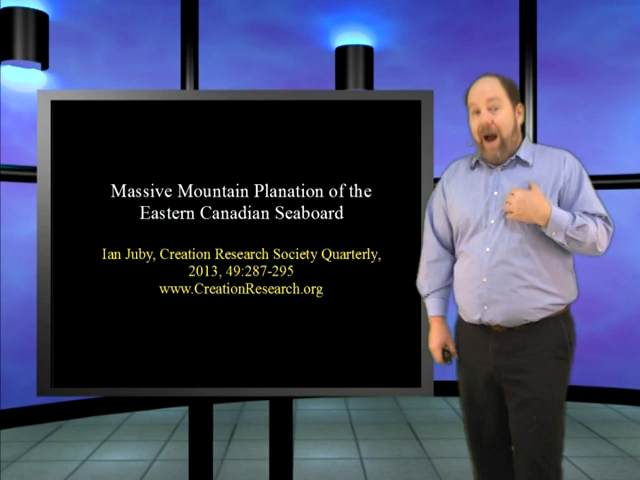 Massive Mountain Planation of the
Eastern Canadian Seaboard
Ian Juby, Creation Research Society Quarterly,
2013, 49:287-295
www.CreationResearch.org